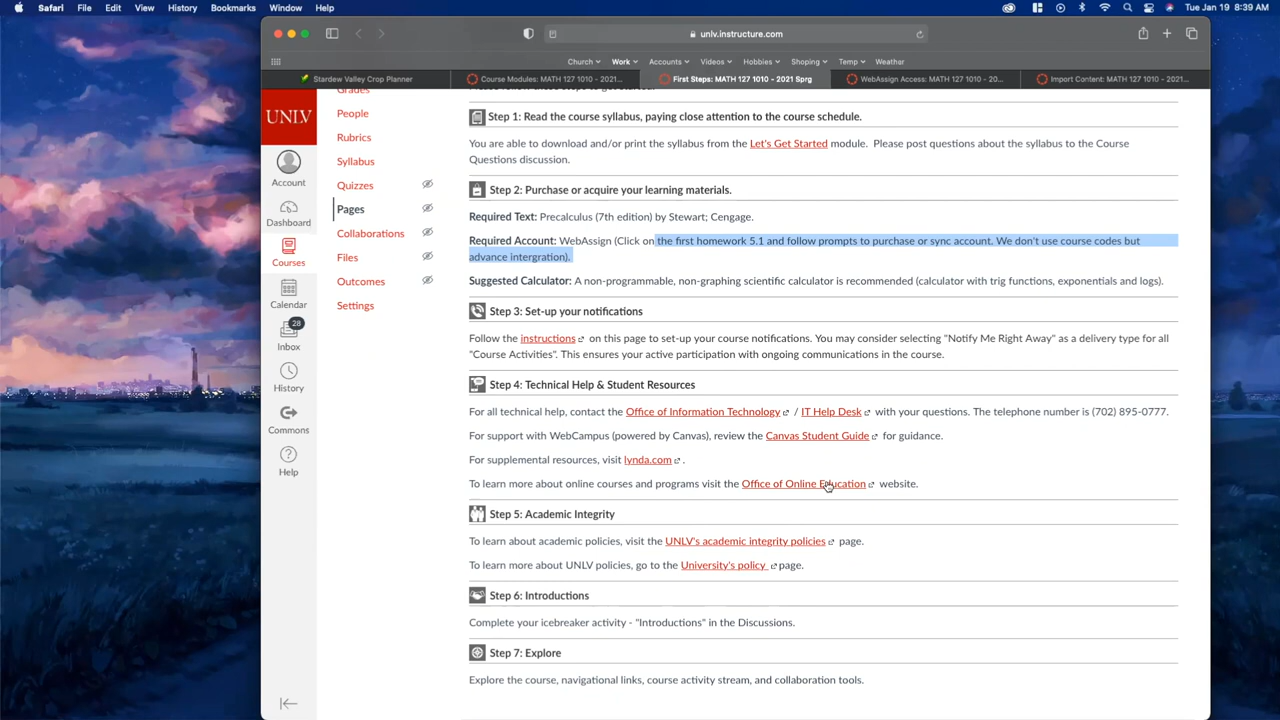 Safari File Edit View History Bookmarks Window Help Tue Jan 19 8:39 AM
unlv.instructure.com
Church Work Accounts Videos Hobbies Shoping Temp Weather
Stardew Valley Crop Planner Course Modules: MATH 127 1010 - 2021... First Steps: MATH 127 1010 - 2021 Sprg WebAssign Access: MATH 127 1010 - 20... Import Content: MATH 127 1010 - 2021...
UNLV
Account
Dashboard
Courses
Calendar
28
Inbox
History
Commons
Help
Grades
People
Rubrics
Syllabus
Quizzes
Pages
Collaborations
Files
Outcomes
Settings
Step 1: Read the course syllabus, paying close attention to the course schedule.
You are able to download and/or print the syllabus from the Let's Get Started module. Please post questions about the syllabus to the Course
Questions discussion.
Step 2: Purchase or acquire your learning materials.
Required Text: Precalculus (7th edition) by Stewart; Cengage.
Required Account: WebAssign (Click on the first homework 5.1 and follow prompts to purchase or sync account. We don't use course codes but
advance intergration).
Suggested Calculator: A non-programmable, non-graphing scientific calculator is recommended (calculator with trig functions, exponentials and logs).
Step 3: Set-up your notifications
Follow the instructions on this page to set-up your course notifications. You may consider selecting "Notify Me Right Away" as a delivery type for all
"Course Activities". This ensures your active participation with ongoing communications in the course.
Step 4: Technical Help & Student Resources
For all technical help, contact the Office of Information Technology / IT Help Desk with your questions. The telephone number is (702) 895-0777.
For support with WebCampus (powered by Canvas), review the Canvas Student Guide for guidance.
For supplemental resources, visit lynda.com .
To learn more about online courses and programs visit the Office of Online Education website.
Step 5: Academic Integrity
To learn about academic policies, visit the UNLV's academic integrity policies page.
To learn more about UNLV policies, go to the University's policy page.
Step 6: Introductions
Complete your icebreaker activity - "Introductions" in the Discussions.
Step 7: Explore
Explore the course, navigational links, course activity stream, and collaboration tools.